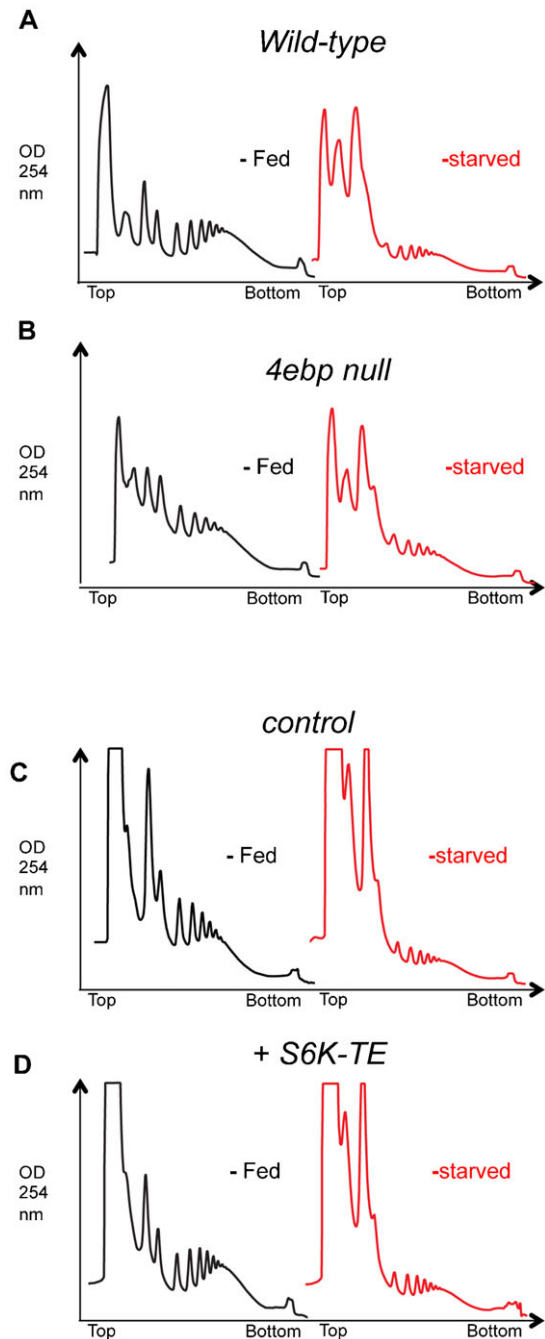 A
Wild-type
OD
254
nm
- Fed
-starved
Top
Bottom
Top
Bottom
B
4ebp null
OD
254
nm
- Fed
-starved
Top
Bottom
Top
Bottom
control
C
OD
254
nm
- Fed
-starved
Top
Bottom
Top
Bottom
+ S6K-TE
D
OD
254
nm
- Fed
-starved
Top
Bottom
Top
Bottom